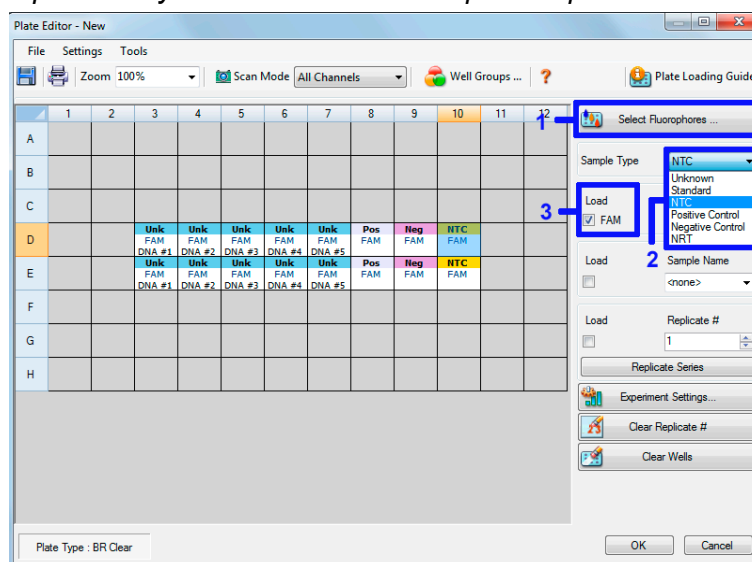 Plate Editor - New
File Settings Tools
Zoom 100% Scan Mode All Channels Well Groups ... ? Plate Loading Guide
1 2 3 4 5 6 7 8 9 10 11 12
1 Select Fluorophores ...
A
Sample Type NTC
B
Unknown
Standard
C
3 Load NTC
FAM Positive Control
Negative Control
2 NRT
D
Unk Unk Unk Unk Unk Pos Neg NTC
FAM FAM FAM FAM FAM FAM FAM FAM
DNA #1 DNA #2 DNA #3 DNA #4 DNA #5
Load Sample Name
<none>
E
Unk Unk Unk Unk Unk Pos Neg NTC
FAM FAM FAM FAM FAM FAM FAM FAM
DNA #1 DNA #2 DNA #3 DNA #4 DNA #5
F
Load Replicate #
1
G
Replicate Series
H
Experiment Settings...
Clear Replicate #
Clear Wells
Plate Type : BR Clear
OK Cancel